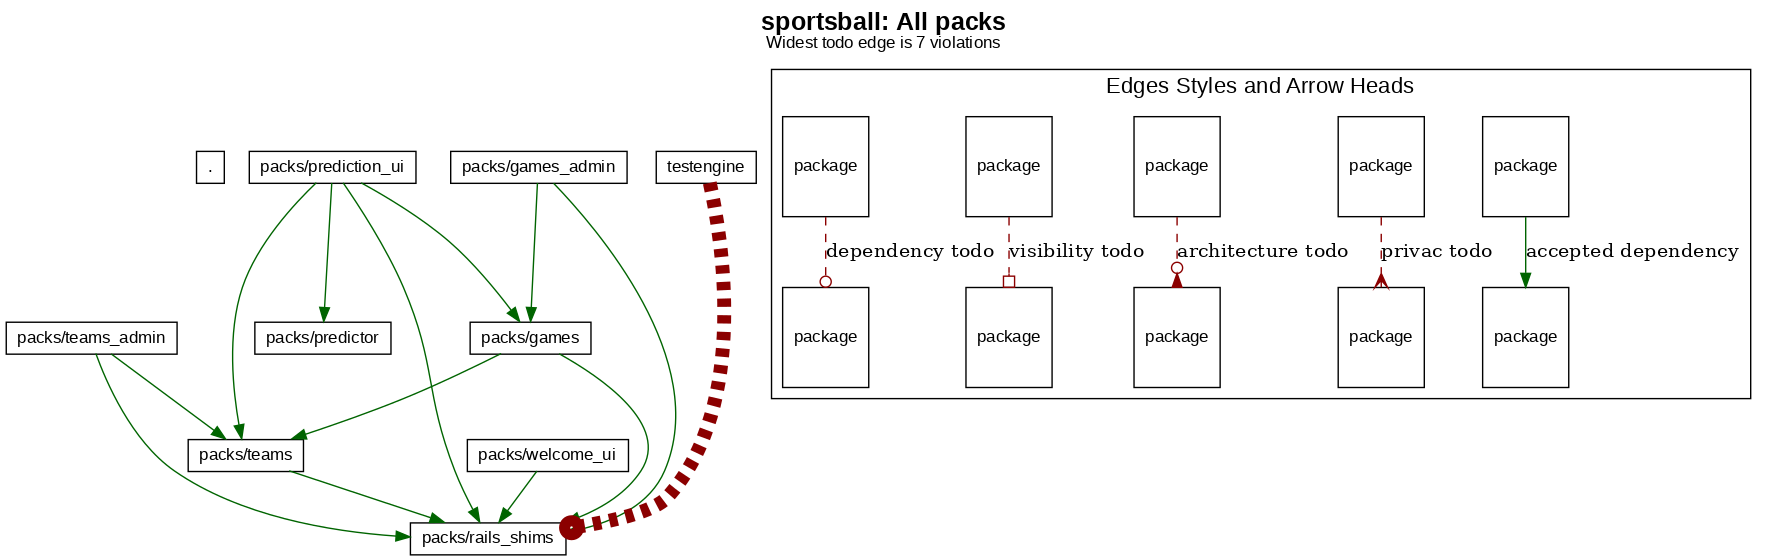 sportsball: All packs
Widest todo edge is 7 violations
Edges Styles and Arrow Heads
package
package
package
package
package
dependency todo
visibility todo
architecture todo
privac todo
accepted dependency
package
package
package
package
package
.
packs/prediction_ui
packs/games_admin
testengine
packs/teams_admin
packs/predictor
packs/games
packs/teams
packs/welcome_ui
packs/rails_shims